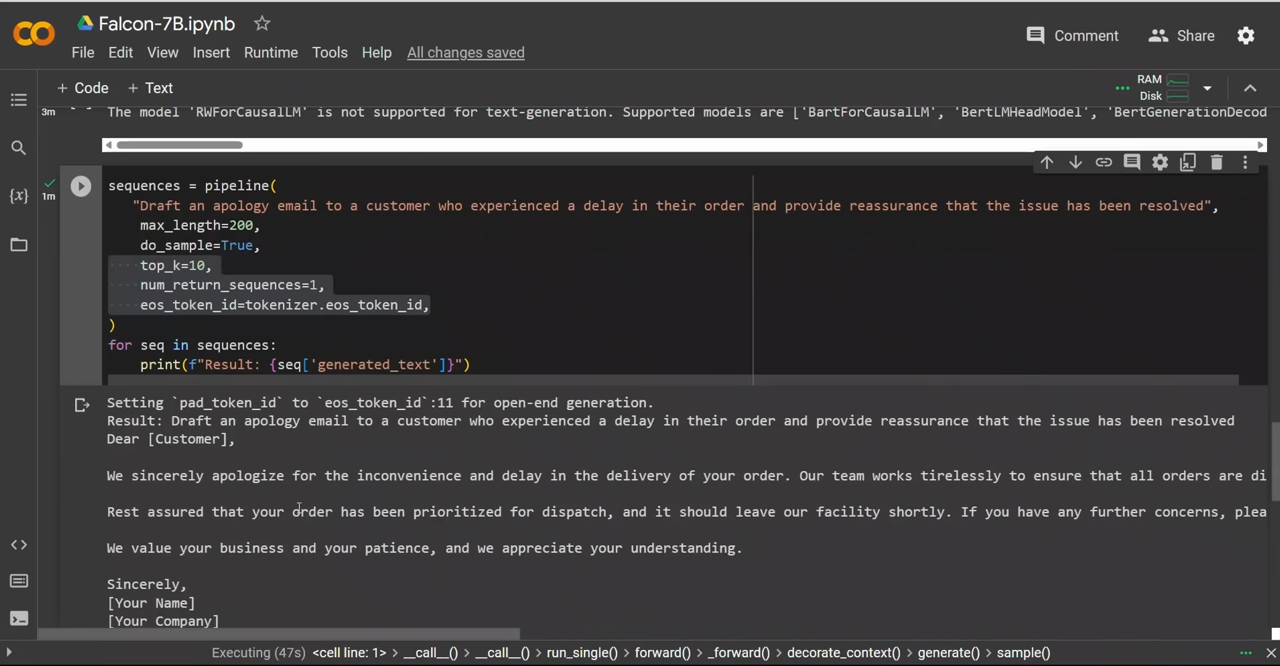 Falcon-7B.ipynb
Comment
Share
File Edit View Insert Runtime Tools Help All changes saved
+ Code + Text
RAM
Disk
3m
The model 'RWForCausalLM' is not supported for text-generation. Supported models are ['BartForCausalLM', 'BertLMHeadModel', 'BertGenerationDecod
{x}
1m
sequences = pipeline(
"Draft an apology email to a customer who experienced a delay in their order and provide reassurance that the issue has been resolved",
max_length=200,
do_sample=True,
top_k=10,
num_return_sequences=1,
eos_token_id=tokenizer.eos_token_id,
)
for seq in sequences:
print(f"Result: {seq['generated_text']}")
Setting `pad_token_id` to `eos_token_id`:11 for open-end generation.
Result: Draft an apology email to a customer who experienced a delay in their order and provide reassurance that the issue has been resolved
Dear [Customer],
We sincerely apologize for the inconvenience and delay in the delivery of your order. Our team works tirelessly to ensure that all orders are di
Rest assured that your order has been prioritized for dispatch, and it should leave our facility shortly. If you have any further concerns, plea
We value your business and your patience, and we appreciate your understanding.
Sincerely,
[Your Name]
[Your Company]
Executing (47s) <cell line: 1> > __call__() > __call__() > run_single() > forward() > _forward() > decorate_context() > generate() > sample()